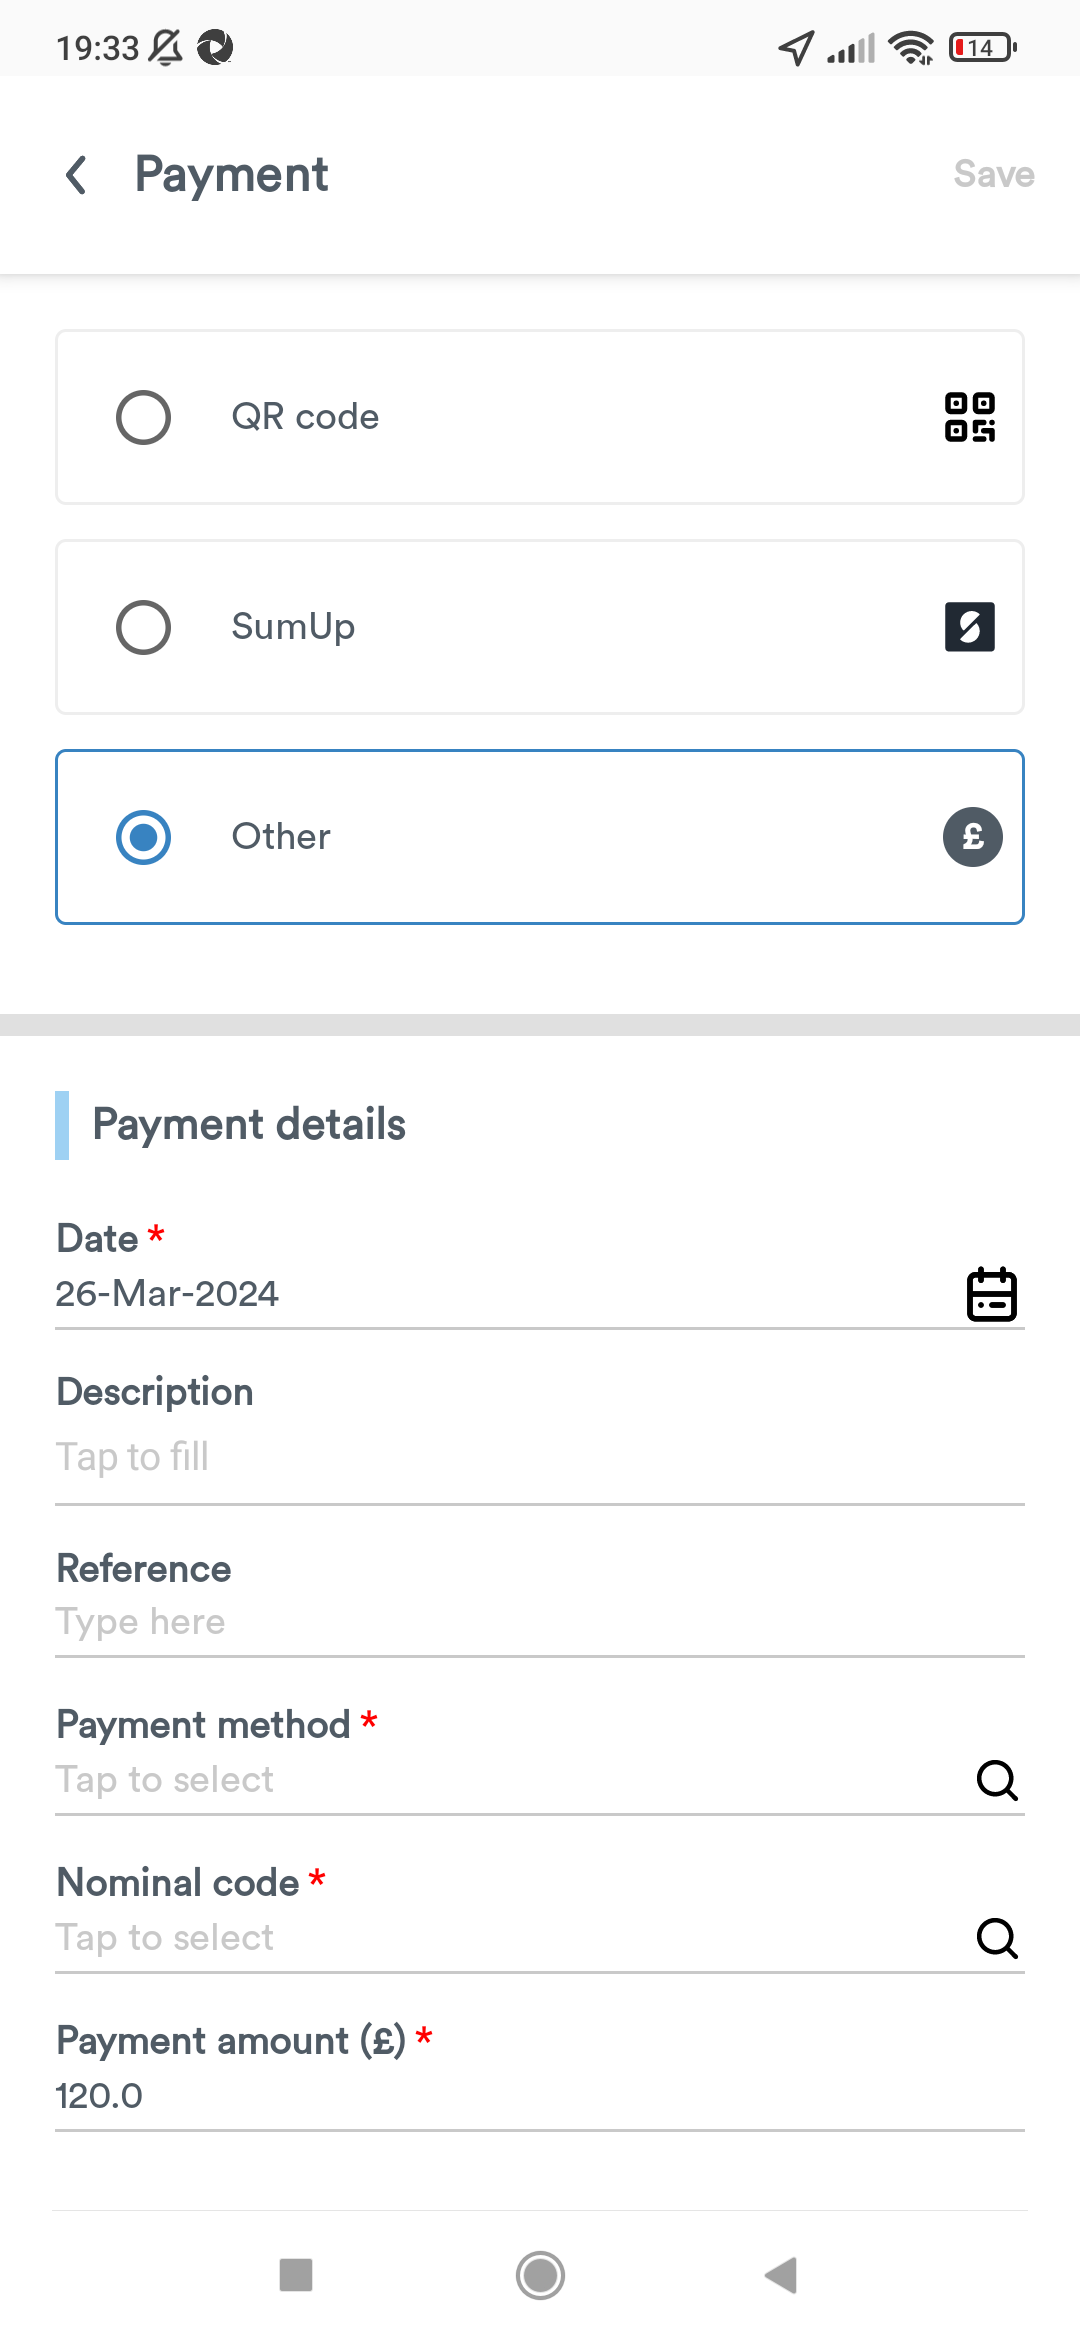 19:33
14
Payment
Save
QR code
SumUp
Other
£
Payment details
Date *
26-Mar-2024
Description
Tap to fill
Reference
Type here
Payment method *
Tap to select
Nominal code *
Tap to select
Payment amount (£) *
120.0